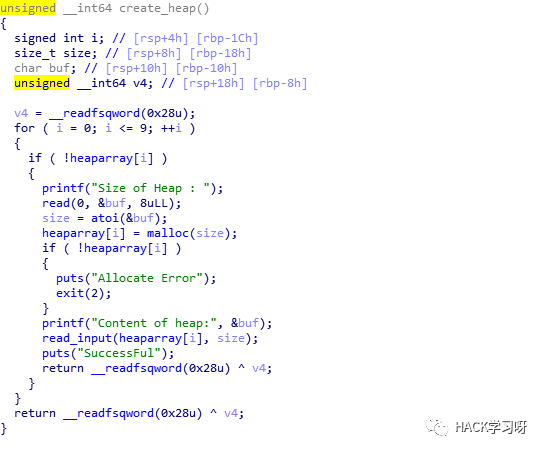 unsigned __int64 create_heap()
{
  signed int i; // [rsp+4h] [rbp-1Ch]
  size_t size; // [rsp+8h] [rbp-18h]
  char buf; // [rsp+10h] [rbp-10h]
  unsigned __int64 v4; // [rsp+18h] [rbp-8h]

  v4 = __readfsqword(0x28u);
  for ( i = 0; i <= 9; ++i )
  {
    if ( !heaparray[i] )
    {
      printf("Size of Heap : ");
      read(0, &buf, 8uLL);
      size = atoi(&buf);
      heaparray[i] = malloc(size);
      if ( !heaparray[i] )
      {
        puts("Allocate Error");
        exit(2);
      }
      printf("Content of heap:", &buf);
      read_input(heaparray[i], size);
      puts("SuccessFul");
      return __readfsqword(0x28u) ^ v4;
    }
  }
  return __readfsqword(0x28u) ^ v4;
}
HACK学习呀